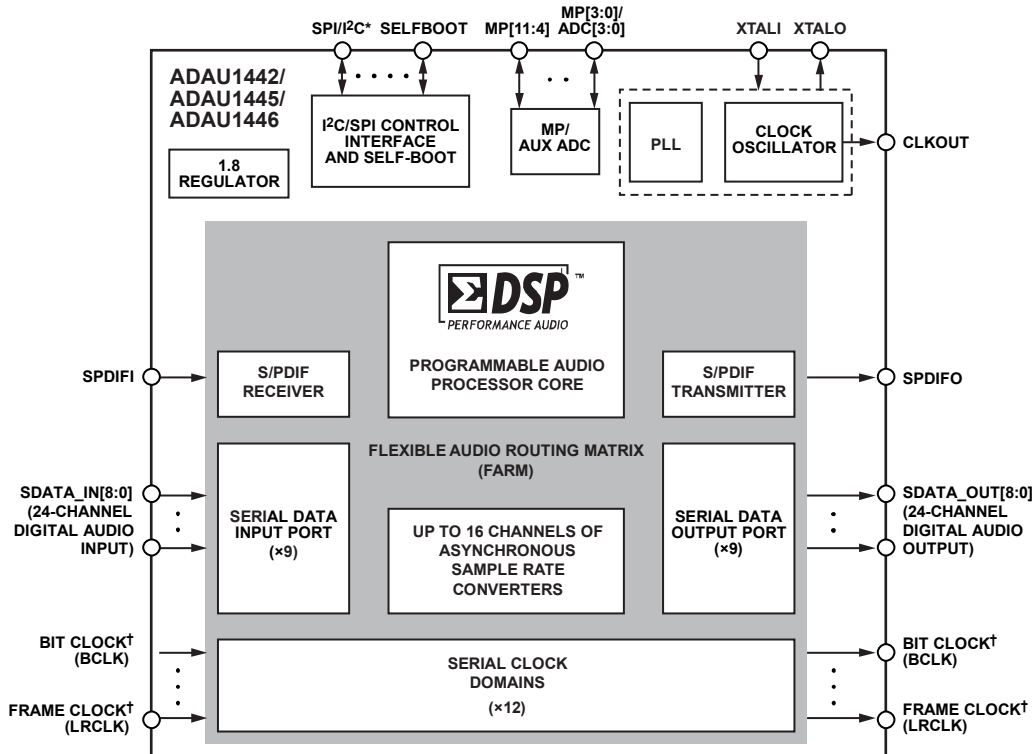 SPI/I²C* SELFBOOT MP[11:4] MP[3:0]/
ADC[3:0] XTALI XTALO
ADAU1442/
ADAU1445/
ADAU1446
I²C/SPI CONTROL
INTERFACE
AND SELF-BOOT
MP/
AUX ADC
PLL
CLOCK
OSCILLATOR
CLKOUT
1.8
REGULATOR
ΣDSP™
PERFORMANCE AUDIO
PROGRAMMABLE AUDIO
PROCESSOR CORE
SPDIFI
S/PDIF
RECEIVER
S/PDIF
TRANSMITTER
SPDIFO
FLEXIBLE AUDIO ROUTING MATRIX
(FARM)
SDATA_IN[8:0]
(24-CHANNEL
DIGITAL AUDIO
INPUT)
SERIAL DATA
INPUT PORT
(×9)
UP TO 16 CHANNELS OF
ASYNCHRONOUS
SAMPLE RATE
CONVERTERS
SERIAL DATA
OUTPUT PORT
(×9)
SDATA_OUT[8:0]
(24-CHANNEL
DIGITAL AUDIO
OUTPUT)
BIT CLOCK†
(BCLK)
FRAME CLOCK†
(LRCLK)
SERIAL CLOCK
DOMAINS
(×12)
BIT CLOCK†
(BCLK)
FRAME CLOCK†
(LRCLK)